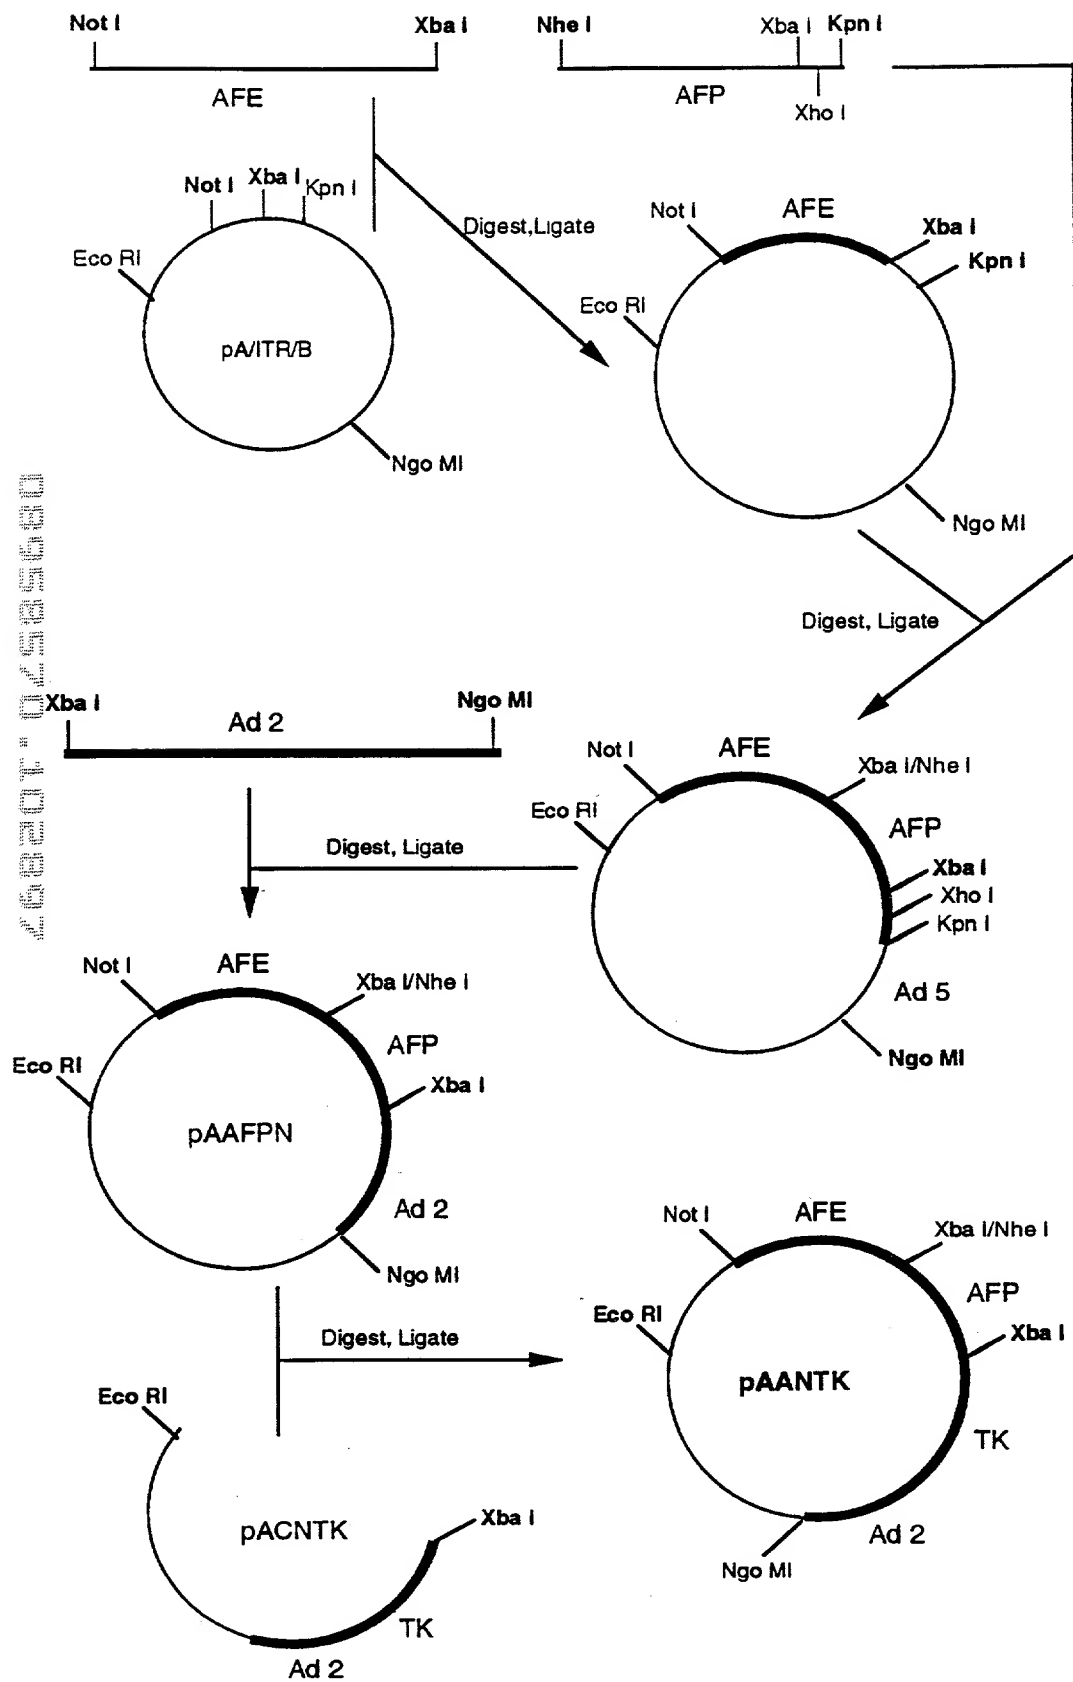 Not I
Xba I
Nhe I
Xba I
Kpn I
AFE
AFP
Xho I
Not I
Xba I
Kpn I
Eco RI
pA/ITR/B
Ngo MI
Digest,Ligate
Not I
AFE
Xba I
Kpn I
Eco RI
Ngo MI
Digest, Ligate
Xba I
Ad 2
Ngo MI
Digest, Ligate
Not I
AFE
Xba I/Nhe I
Eco RI
AFP
Xba I
Xho I
Kpn I
Ad 5
Ngo MI
Not I
AFE
Xba I/Nhe I
AFP
Eco RI
Xba I
pAAFPN
Ad 2
Ngo MI
Digest, Ligate
Not I
AFE
Xba I/Nhe I
AFP
Eco RI
Xba I
pAANTK
TK
Ad 2
Ngo MI
Eco RI
pACNTK
Xba I
TK
Ad 2